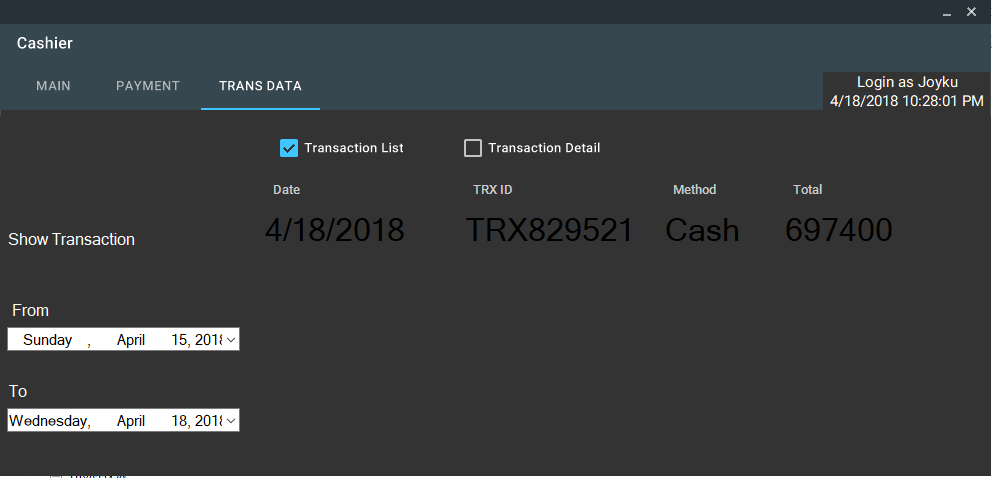 Cashier
MAIN PAYMENT TRANS DATA
Login as Joyku
4/18/2018 10:28:01 PM
Transaction List Transaction Detail
Date TRX ID Method Total
4/18/2018 TRX829521 Cash 697400
Show Transaction
From
Sunday , April 15, 2018
To
Wednesday, April 18, 2018